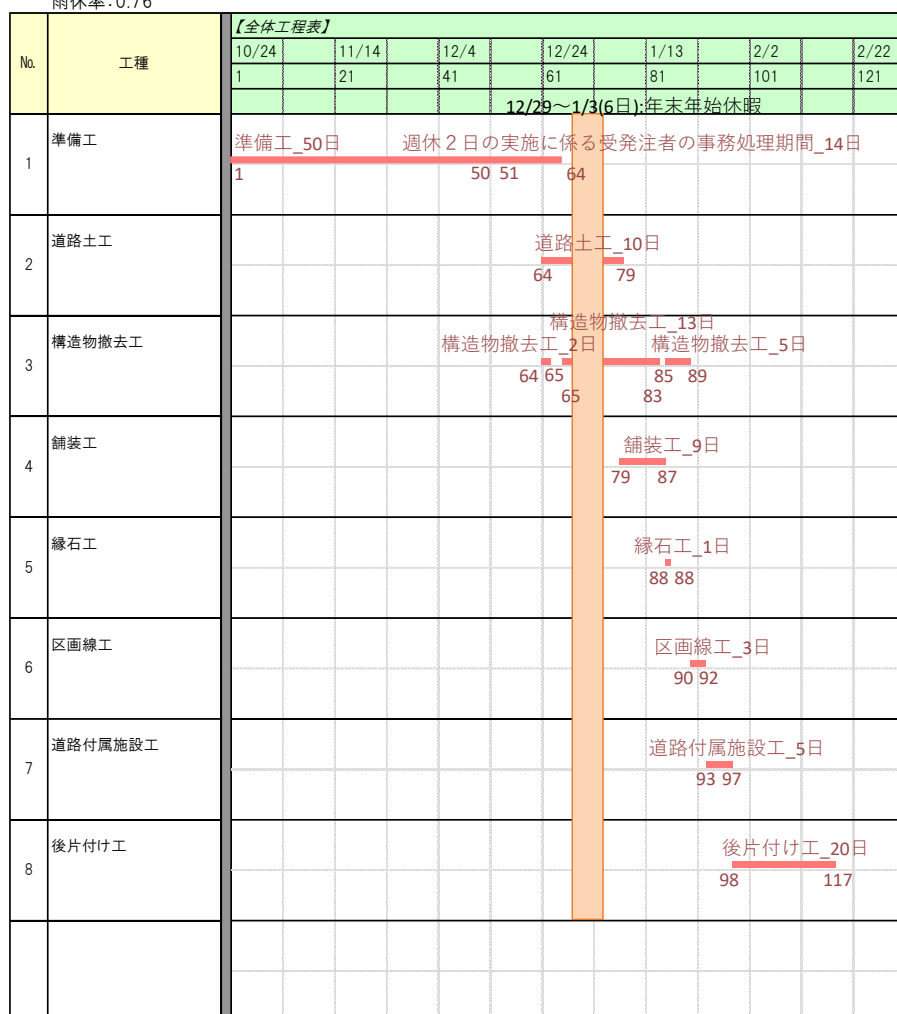 雨休率:0.76
【全体工程表】
No. 工種
10/24 11/14 12/4 12/24 1/13 2/2 2/22
1 21 41 61 81 101 121
12/29～1/3(6日):年末年始休暇
1 準備工
準備工_50日 週休２日の実施に係る受発注者の事務処理期間_14日
1 50 51 64
2 道路土工
道路土工_10日
64 79
3 構造物撤去工
構造物撤去工_13日
構造物撤去工_2日 構造物撤去工_5日
64 65 85 89
65 83
4 舗装工
舗装工_9日
79 87
5 縁石工
縁石工_1日
88 88
6 区画線工
区画線工_3日
90 92
7 道路付属施設工
道路付属施設工_5日
93 97
8 後片付け工
後片付け工_20日
98 117